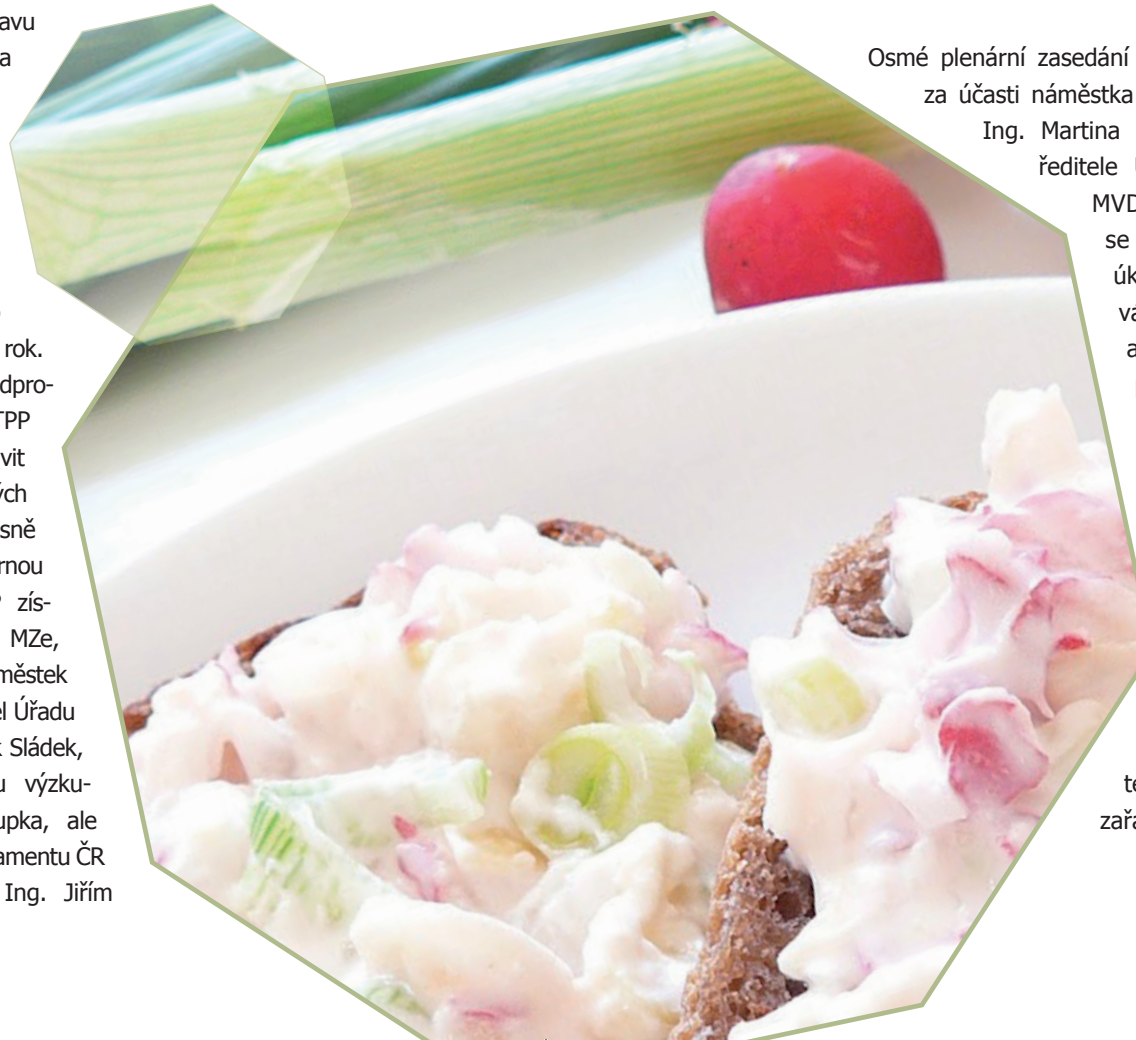 avu
a
rok.
dpro-
TPP
vit
ých
sně
rnou
zís-
MZe,
městek
el Úřadu
k Sládek,
u výzku-
upka, ale
amentu ČR
Ing. Jiřím
Osmé plenární zasedání
za účasti náměstka
Ing. Martina
ředitele
MVD
se
úk
vá
a
te
zařa